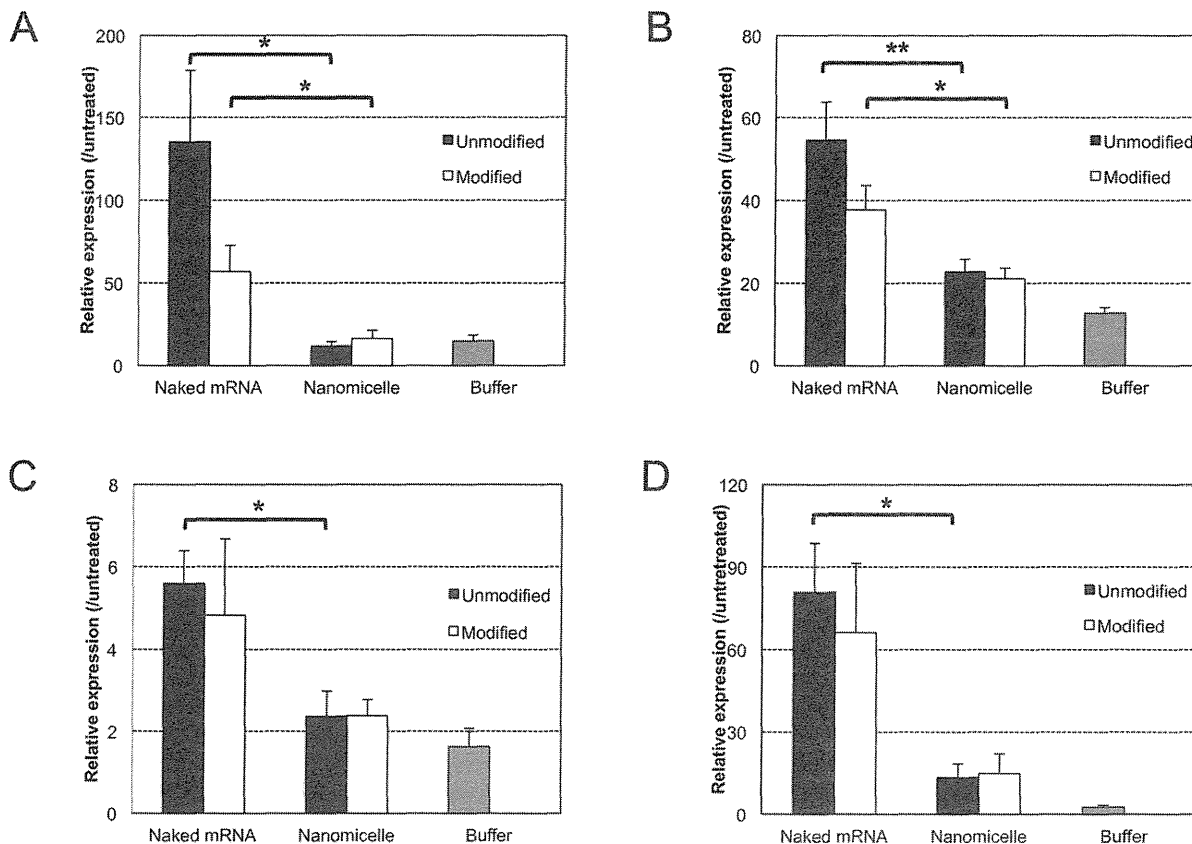 A
Relative expression (/untreated)
200
150
100
50
0
*
*
Unmodified
Modified
Naked mRNA
Nanomicelle
Buffer
B
Relative expression (/untreated)
80
60
40
20
0
**
*
Unmodified
Modified
Naked mRNA
Nanomicelle
Buffer
C
Relative expression (/untreated)
8
6
4
2
0
*
Unmodified
Modified
Naked mRNA
Nanomicelle
Buffer
D
Relative expression (/untretreated)
120
90
60
30
0
*
Unmodified
Modified
Naked mRNA
Nanomicelle
Buffer